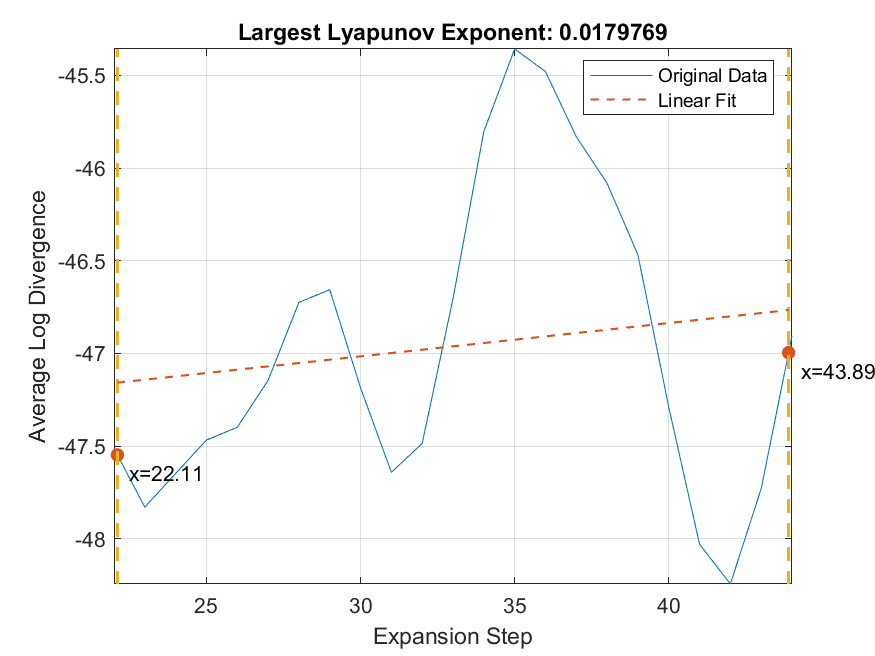 Largest Lyapunov Exponent: 0.0179769
Original Data
Linear Fit
-45.5
-46
-46.5
-47
-47.5
-48
Average Log Divergence
x=22.11
x=43.89
25 30 35 40
Expansion Step